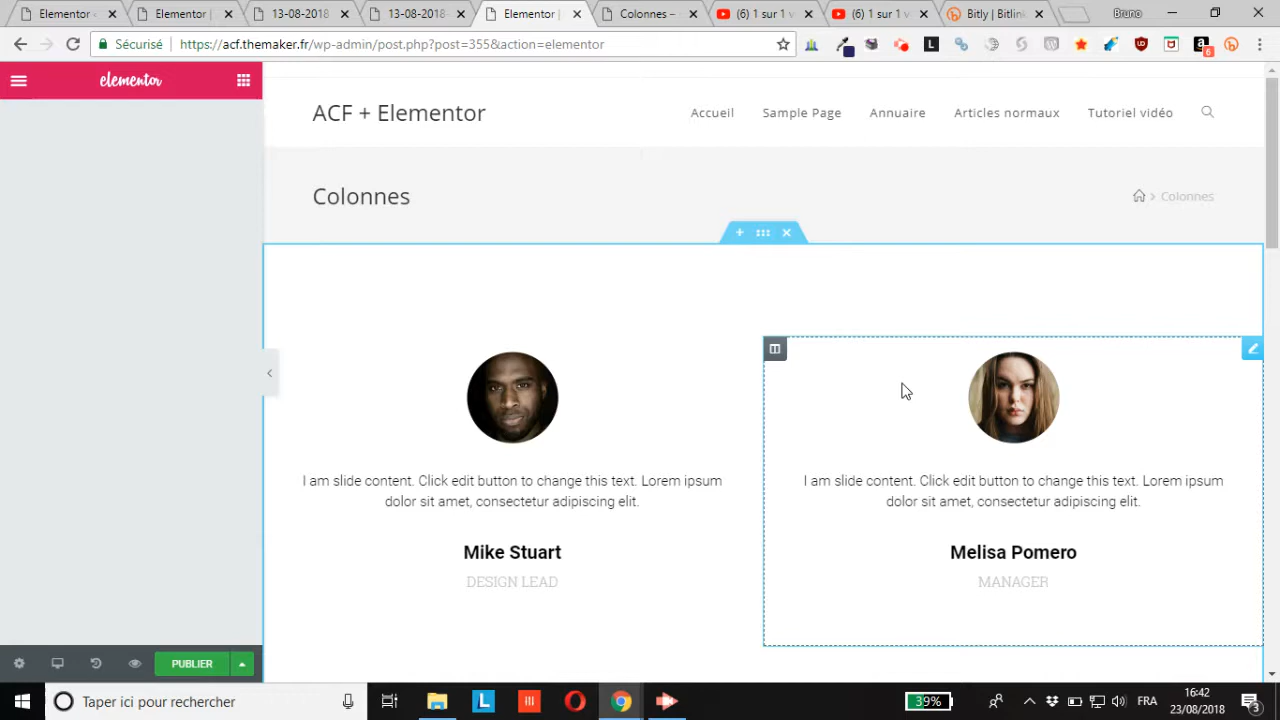 Elementor |
Elementor |
13-08-2018
13-08-2018
Elementor |
Colonnes –
(6) 1 sur 1 v
(6) 1 sur 1 v
Bitly | Bitlink
Bruno
Sécurisé
https://acf.themaker.fr/wp-admin/post.php?post=355&action=elementor
L
6
elementor
ACF + Elementor
Accueil
Sample Page
Annuaire
Articles normaux
Tutoriel vidéo
Colonnes
Colonnes
I am slide content. Click edit button to change this text. Lorem ipsum
dolor sit amet, consectetur adipiscing elit.
Mike Stuart
DESIGN LEAD
I am slide content. Click edit button to change this text. Lorem ipsum
dolor sit amet, consectetur adipiscing elit.
Melisa Pomero
MANAGER
PUBLIER
Taper ici pour rechercher
L
39%
FRA
16:42
23/08/2018
3